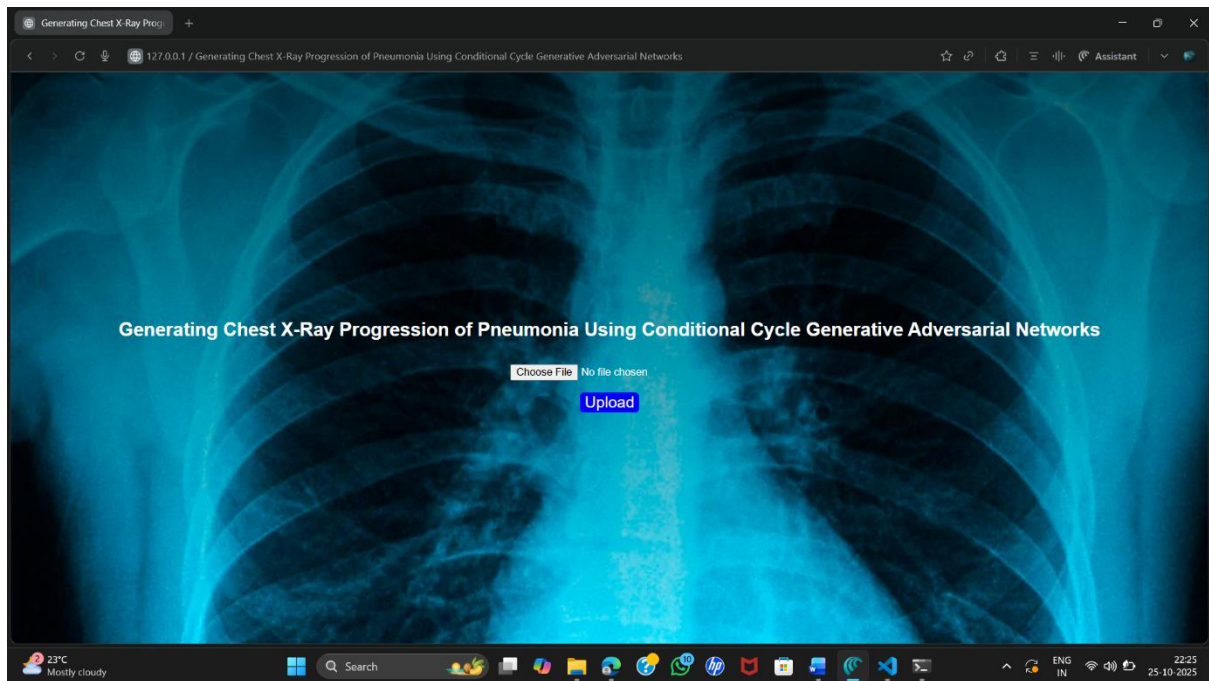 Generating Chest X-Ray Prog
127.0.0.1 / Generating Chest X-Ray Progression of Pneumonia Using Conditional Cycle Generative Adversarial Networks
Assistant
Generating Chest X-Ray Progression of Pneumonia Using Conditional Cycle Generative Adversarial Networks
Choose File No file chosen
Upload
2
23°C
Mostly cloudy
Search
10
ENG
IN
22:25
25-10-2025